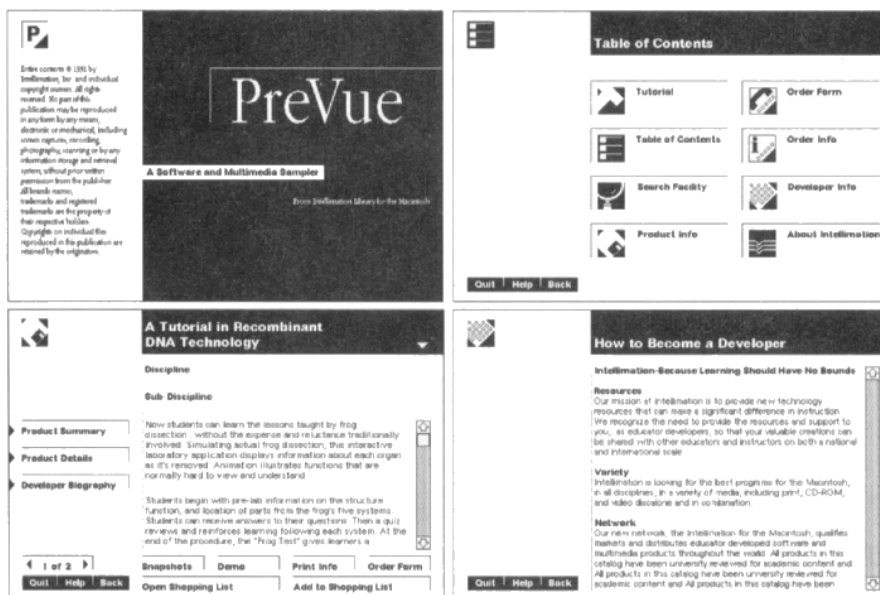 P
Entire contents © 1991 by
Intellimation, Inc. and individual
copyright owners. All rights
reserved. No part of this
publication may be reproduced
in any form by any means,
electronic or mechanical, including
screen capture, recording,
photography, scanning or by any
information storage and retrieval
system, without prior written
permission from the publisher.
All brands names,
trademarks and registered
trademarks are the property of
their respective holders.
Copyrights on individual files
reproduced in this publication are
retained by the originators.
PreVue
A Software and Multimedia Sampler
From Intellimation Library for the Macintosh
Table of Contents
Tutorial
Order Form
Table of Contents
Order Info
Search Facility
Developer Info
Product Info
About Intellimation
Quit Help Back
A Tutorial in Recombinant
DNA Technology
Discipline
Sub-Discipline
Product Summary
Product Details
Developer Biography
Now students can learn the lessons taught by frog
dissection . without the expense and reluctance traditionally
involved. Simulating actual frog dissection, this interactive
laboratory application displays information about each organ
as it's removed. Animation illustrates functions that are
normally hard to view and understand
Students begin with pre-lab information on the structure
function, and location of parts from the frog's five systems.
Students can receive answers to their questions. Then a quiz
reviews and reinforces learning following each system. At the
end of the procedure, the "Frog Test" gives learners a
1 of 2
Snapshots Demo Print Info Order Form
Quit Help Back
Open Shopping List Add to Shopping List
How to Become a Developer
Intellimation-Because Learning Should Have No Bounds
Resources
Our mission at Intellimation is to provide new technology
resources that can make a significant difference in instruction
We recognize the need to provide the resources and support to
you, as educator developers, so that your valuable creations can
be shared with other educators and instructors on both a national
and international scale
Variety
Intellimation is looking for the best programs for the Macintosh,
in all disciplines, in a variety of media, including print, CD-ROM,
and video discalone and in combination.
Network
Our new network, the Intellimation for the Macintosh, qualifies
markets and distributes educator developed software and
multimedia products throughout the world. All products in this
catalog have been university reviewed for academic content and
All products in this catalog have been university reviewed for
academic content and All products in this catalog have been
Quit Help Back